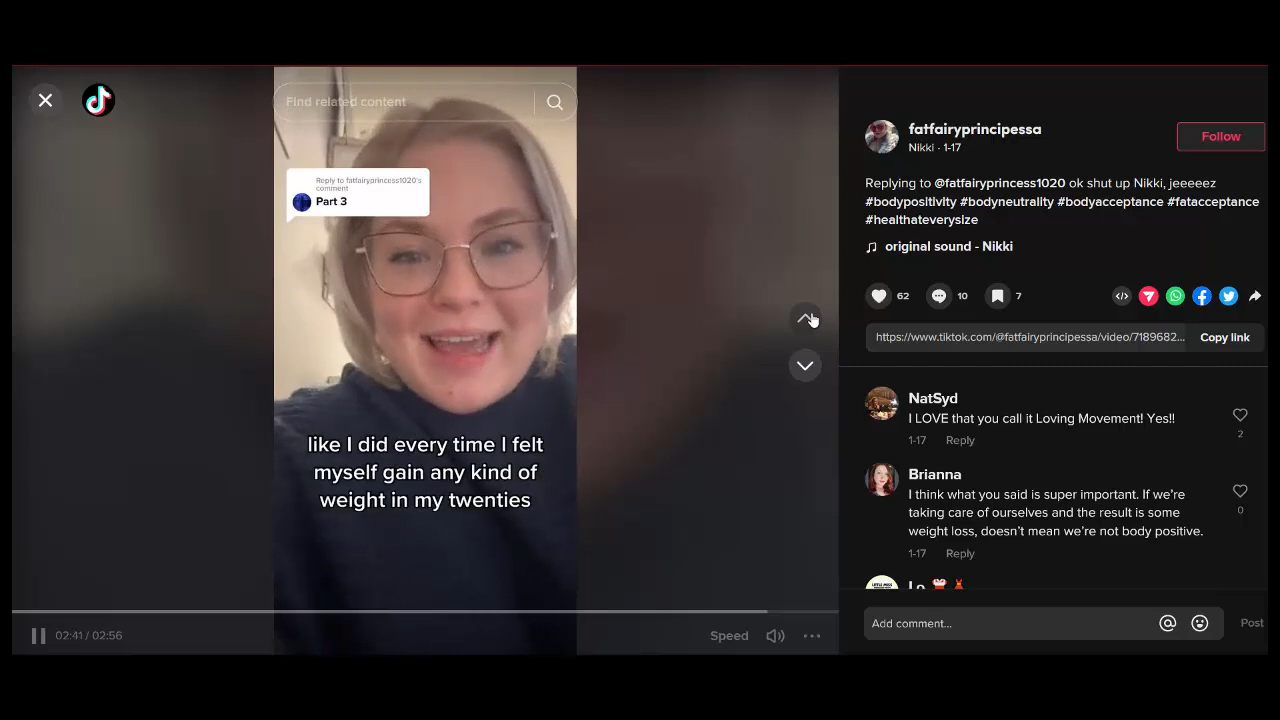 Find related content
Reply to fatfairyprincess1020's
comment
Part 3
like I did every time I felt
myself gain any kind of
weight in my twenties
02:41 / 02:56
Speed
fatfairyprincipessa
Nikki · 1-17
Follow
Replying to @fatfairyprincess1020 ok shut up Nikki, jeeeeez
#bodypositivity #bodyneutrality #bodyacceptance #fatacceptance
#healthateverysize
original sound - Nikki
62
10
7
https://www.tiktok.com/@fatfairyprincipessa/video/7189682...
Copy link
NatSyd
I LOVE that you call it Loving Movement! Yes!!
2
1-17 Reply
Brianna
I think what you said is super important. If we're
taking care of ourselves and the result is some
weight loss, doesn't mean we're not body positive.
0
1-17 Reply
Add comment...
Post